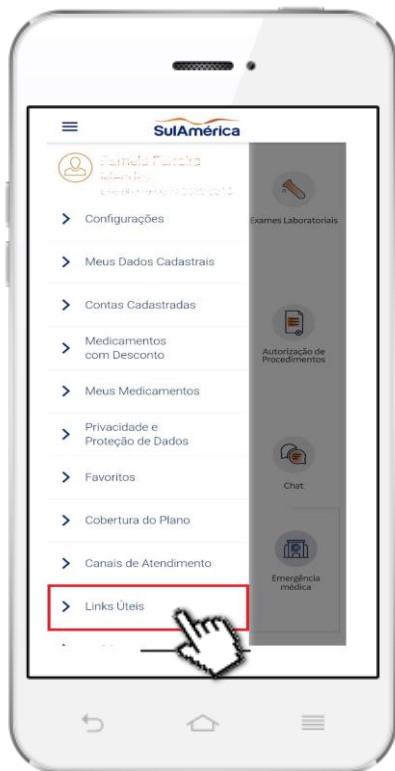 SulAmérica
Configurações
Exames Laboratoriais
Meus Dados Cadastrais
Contas Cadastradas
Medicamentos
com Desconto
Autorização de
Procedimentos
Meus Medicamentos
Privacidade e
Proteção de Dados
Favoritos
Chat
Cobertura do Plano
Canais de Atendimento
Emergência
médica
Links Úteis